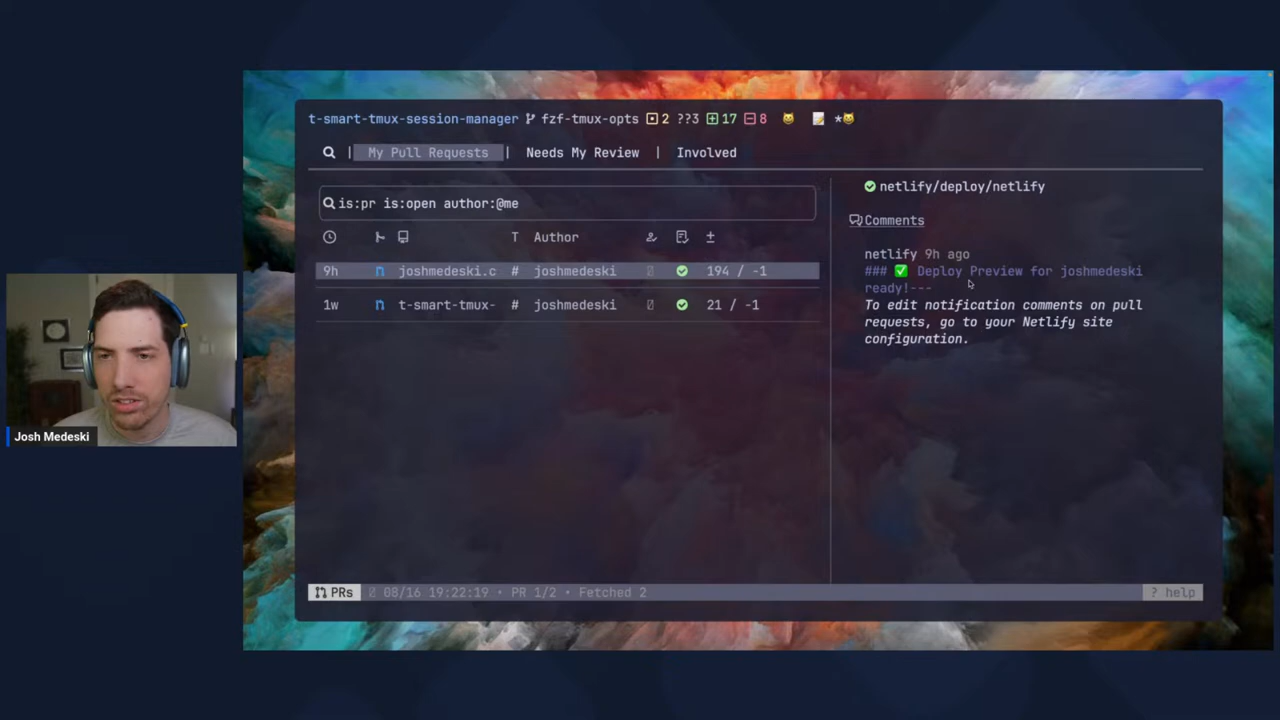 t-smart-tmux-session-manager fzf-tmux-opts 2 ??3 17 8 *
| My Pull Requests | Needs My Review | Involved
is:pr is:open author:@me
T Author ±
9h joshmedeski.c # joshmedeski 194 / -1
1w t-smart-tmux- # joshmedeski 21 / -1
netlify/deploy/netlify
Comments
netlify 9h ago
### ✅ Deploy Preview for joshmedeski
ready!---
To edit notification comments on pull
requests, go to your Netlify site
configuration.
PRs 08/16 19:22:19 • PR 1/2 • Fetched 2
? help
Josh Medeski